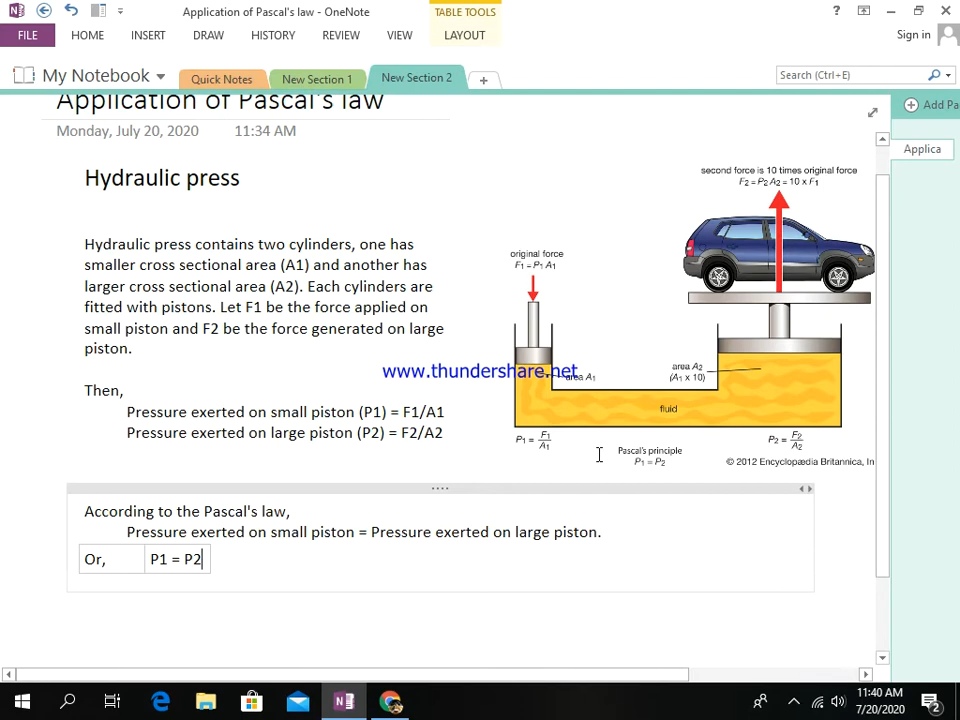 Application of Pascal's law - OneNote
TABLE TOOLS
?
FILE
HOME
INSERT
DRAW
HISTORY
REVIEW
VIEW
LAYOUT
Sign in
My Notebook
Quick Notes
New Section 1
New Section 2
+
Search (Ctrl+E)
Application of Pascal's law
Monday, July 20, 2020
11:34 AM
Add Pa
Applica
Hydraulic press
Hydraulic press contains two cylinders, one has
smaller cross sectional area (A1) and another has
larger cross sectional area (A2). Each cylinders are
fitted with pistons. Let F1 be the force applied on
small piston and F2 be the force generated on large
piston.
Then,
Pressure exerted on small piston (P1) = F1/A1
Pressure exerted on large piston (P2) = F2/A2
second force is 10 times original force
F2 = P2 A2 = 10 x F1
original force
F1 = P1 A1
www.thundershare.net
area A1
area A2
(A1 x 10)
fluid
P1 = F1/A1
P2 = F2/A2
Pascal's principle
P1 = P2
© 2012 Encyclopædia Britannica, In
According to the Pascal's law,
Pressure exerted on small piston = Pressure exerted on large piston.
Or,
P1 = P2
11:40 AM
7/20/2020
2